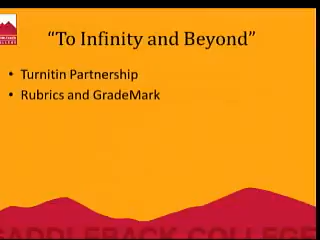 “To Infinity and Beyond”
• Turnitin Partnership
• Rubrics and GradeMark
SADDLEBACK COLLEGE